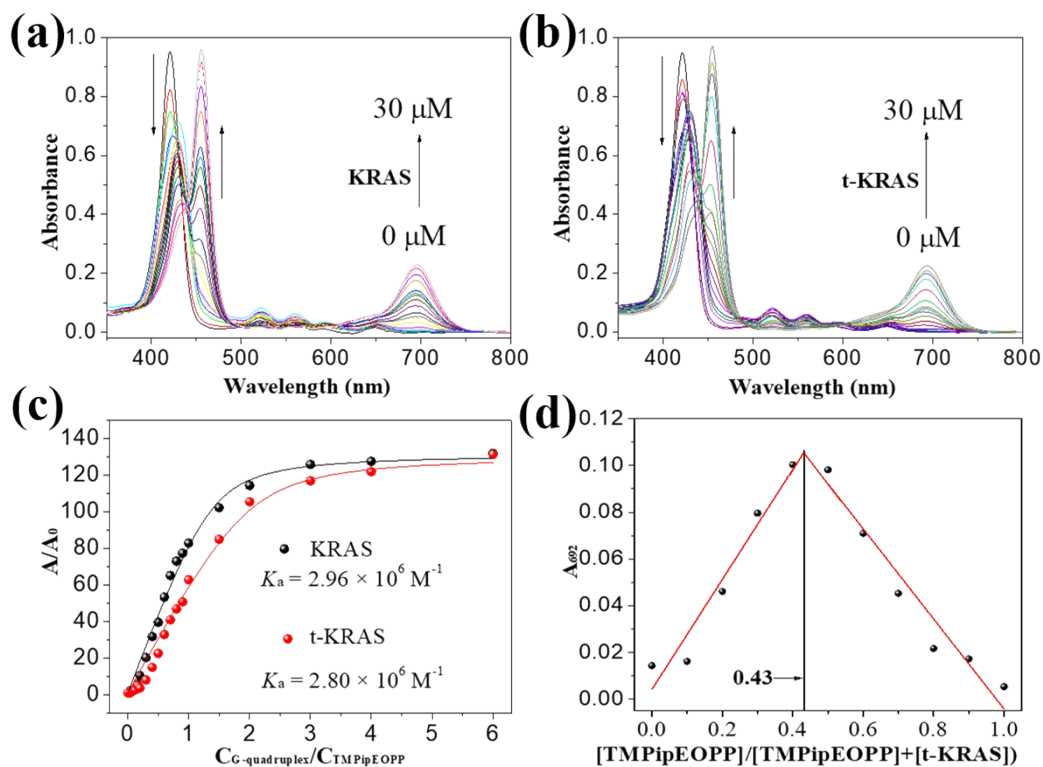 (a)
1.0
0.8
0.6
0.4
0.2
0.0
Absorbance
30 μM
KRAS
0 μM
400 500 600 700 800
Wavelength (nm)
(b)
1.0
0.8
0.6
0.4
0.2
0.0
Absorbance
30 μM
t-KRAS
0 μM
400 500 600 700 800
Wavelength (nm)
(c)
140
120
100
80
60
40
20
0
A/A0
KRAS
Ka = 2.96 × 10^6 M^-1
t-KRAS
Ka = 2.80 × 10^6 M^-1
0 1 2 3 4 5 6
CG-quadruplex/CTMPipEOPP
(d)
0.12
0.10
0.08
0.06
0.04
0.02
0.00
A692
0.43
0.0 0.2 0.4 0.6 0.8 1.0
[TMPipEOPP]/[TMPipEOPP]+[t-KRAS])